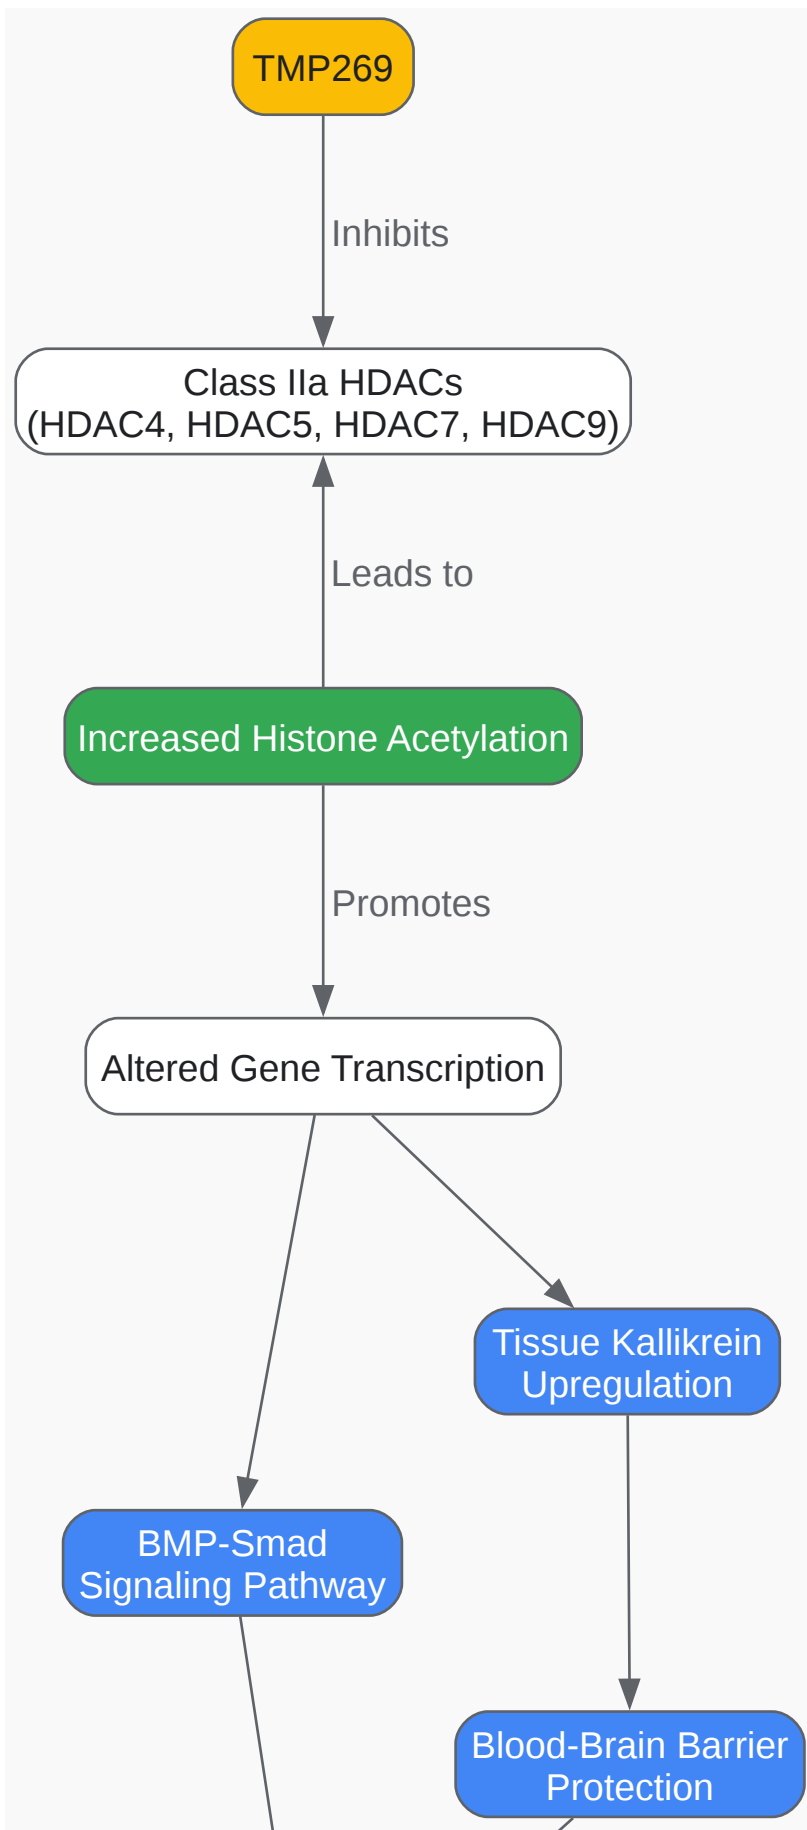 TMP269
Inhibits
Class IIa HDACs
(HDAC4, HDAC5, HDAC7, HDAC9)
Leads to
Increased Histone Acetylation
Promotes
Altered Gene Transcription
Tissue Kallikrein
Upregulation
BMP-Smad
Signaling Pathway
Blood-Brain Barrier
Protection